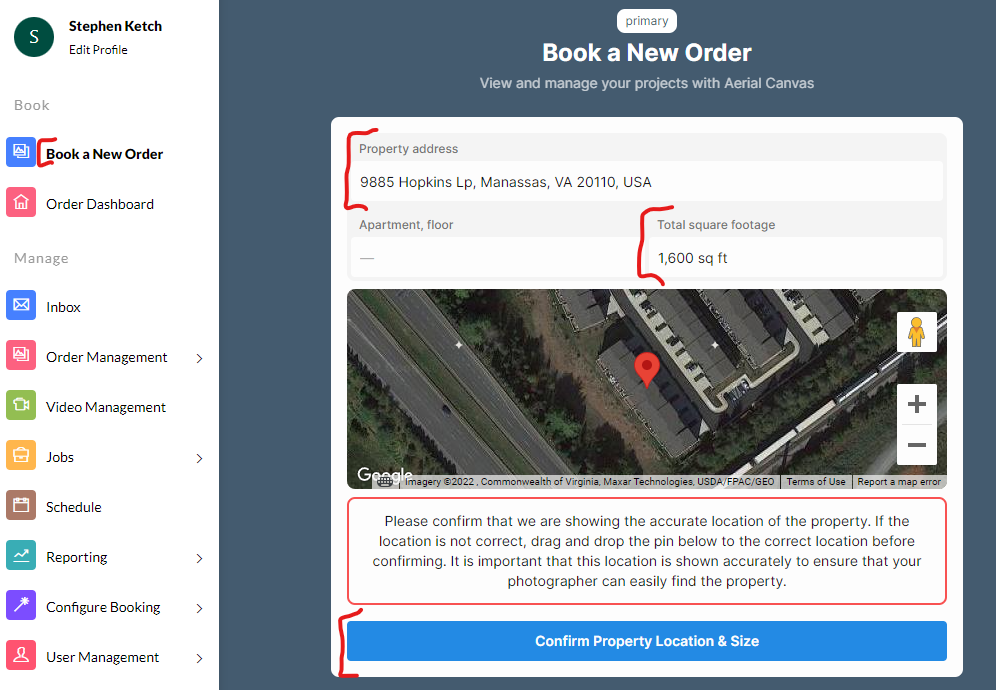 S
Stephen Ketch
Edit Profile
Book
Book a New Order
Order Dashboard
Manage
Inbox
Order Management
Video Management
Jobs
Schedule
Reporting
Configure Booking
User Management
primary
Book a New Order
View and manage your projects with Aerial Canvas
Property address
9885 Hopkins Lp, Manassas, VA 20110, USA
Apartment, floor
Total square footage
—
1,600 sq ft
Google
Imagery ©2022 , Commonwealth of Virginia, Maxar Technologies, USDA/FPAC/GEO
Terms of Use
Report a map error
Please confirm that we are showing the accurate location of the property. If the
location is not correct, drag and drop the pin below to the correct location before
confirming. It is important that this location is shown accurately to ensure that your
photographer can easily find the property.
Confirm Property Location & Size